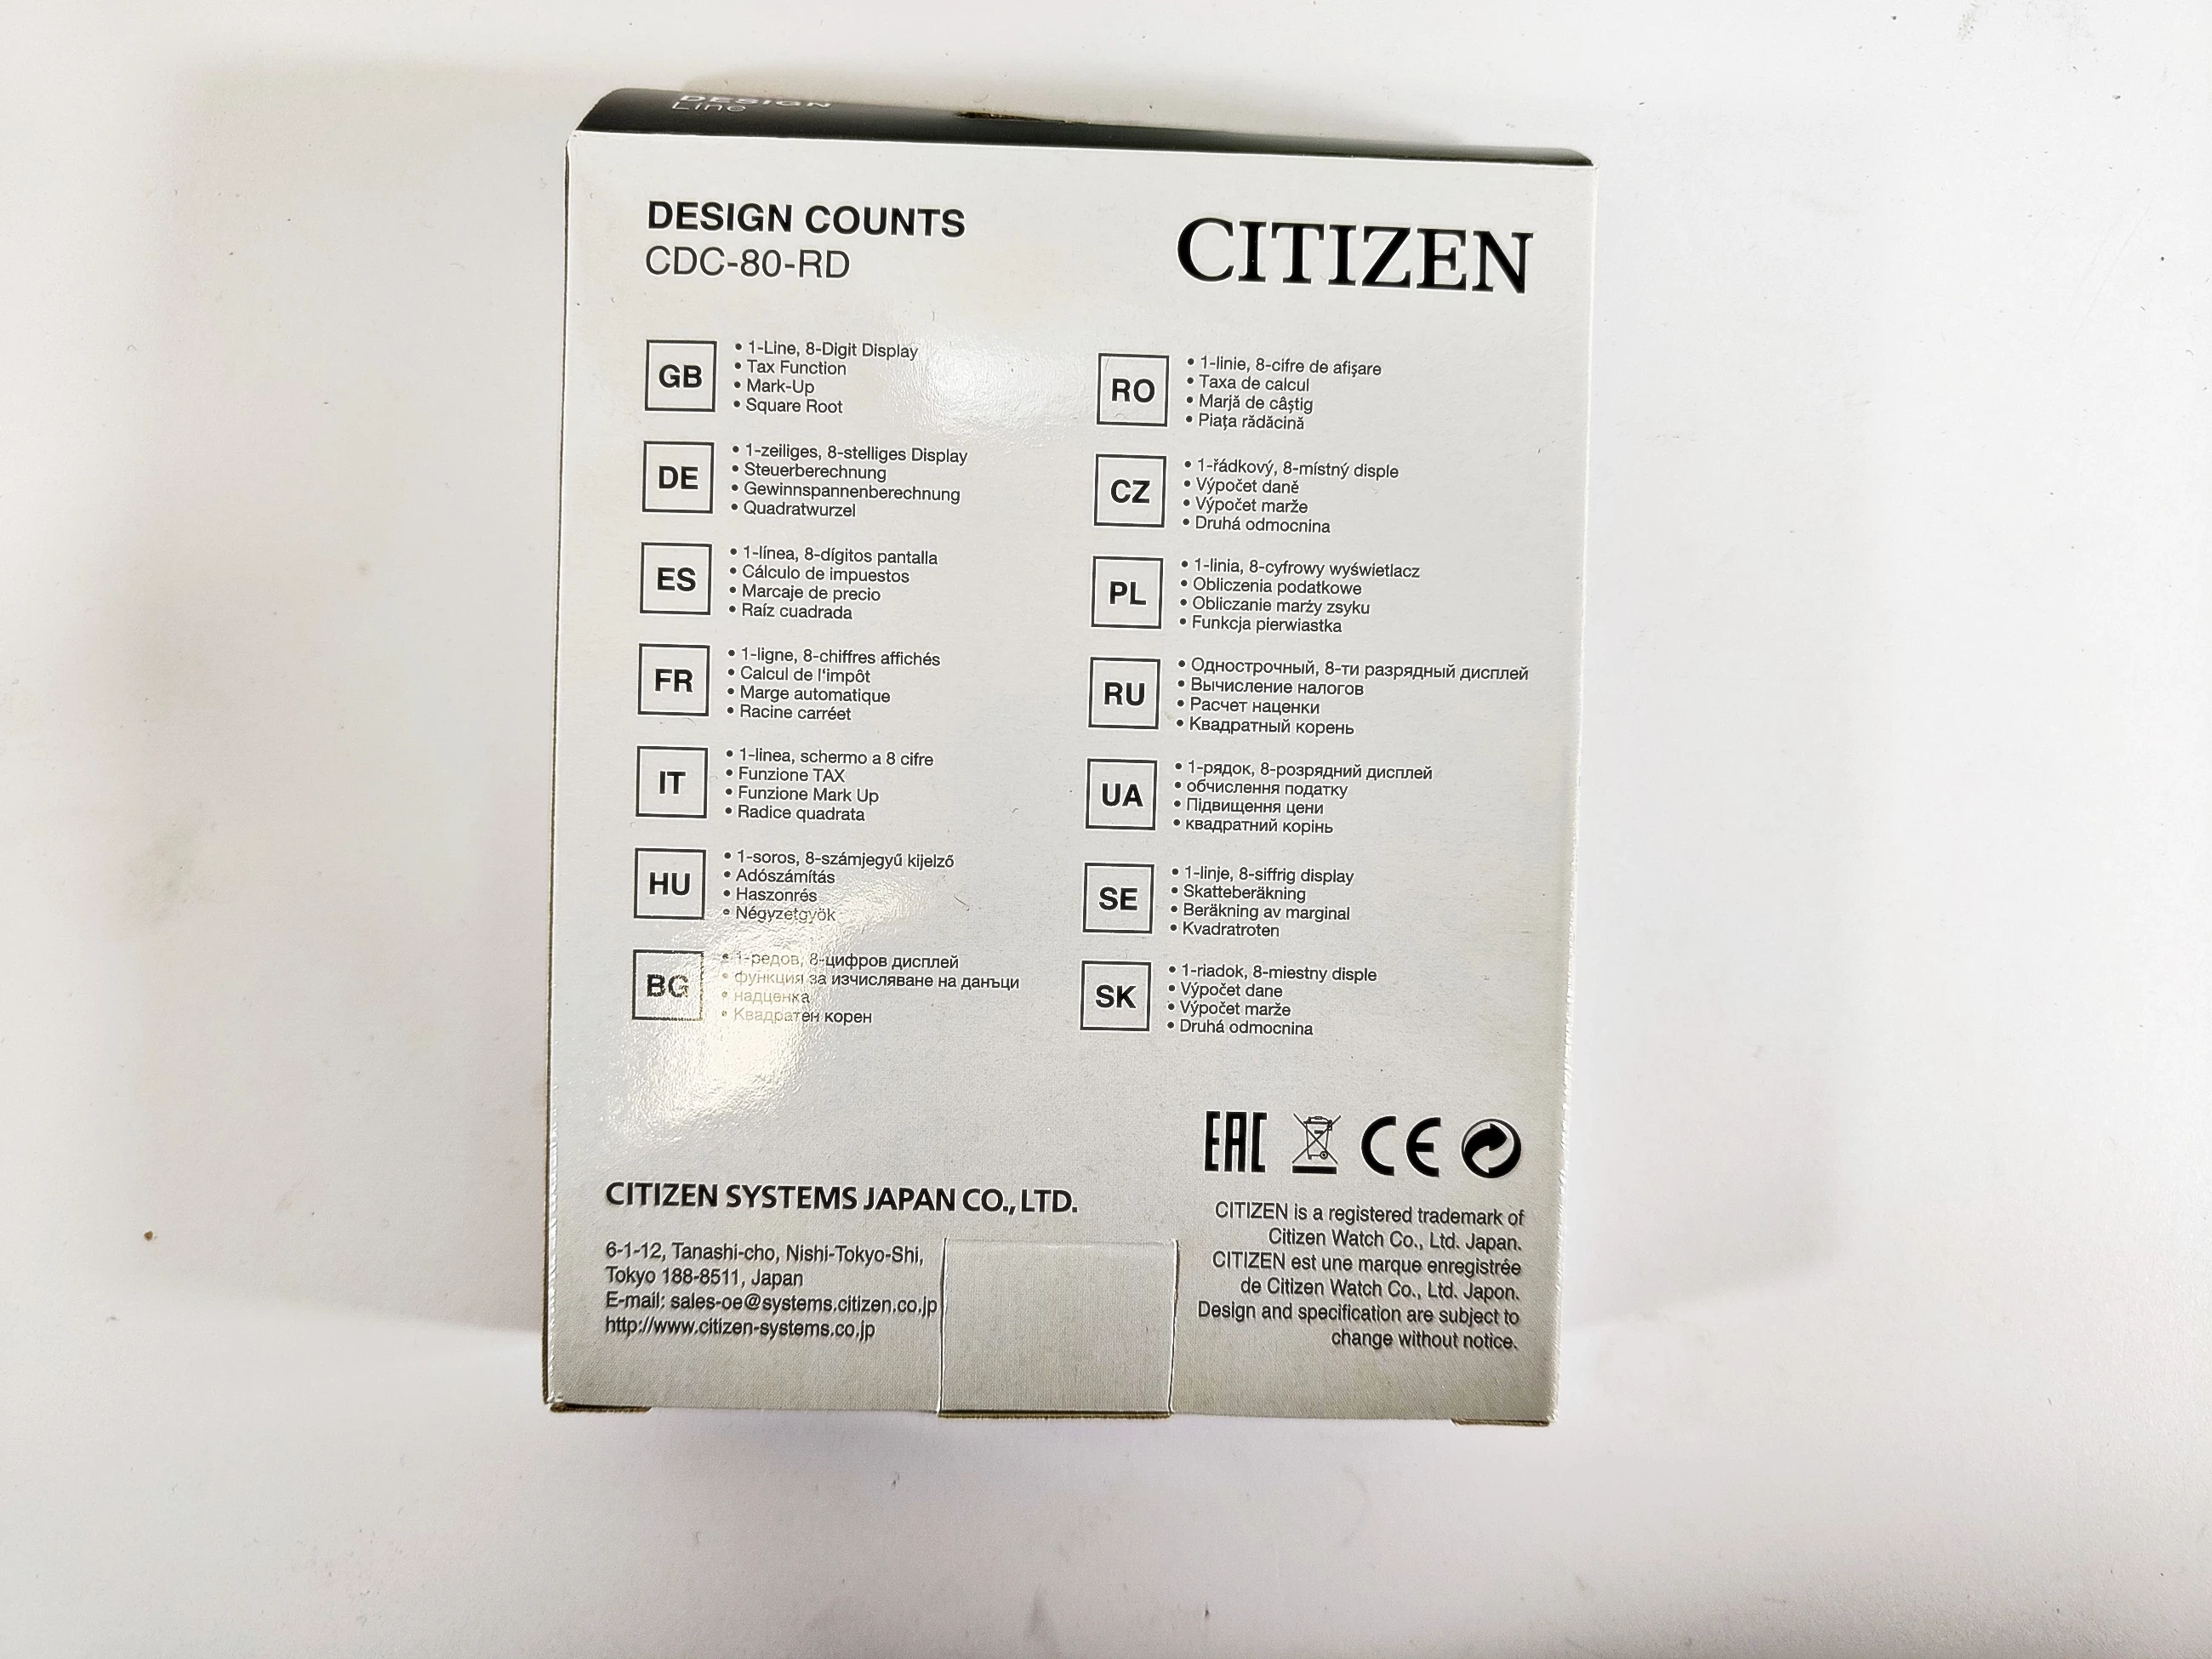 DESIGN
Line
DESIGN COUNTS
CDC-80-RD
CITIZEN
GB
• 1-Line, 8-Digit Display
• Tax Function
• Mark-Up
• Square Root
DE
• 1-zeiliges, 8-stelliges Display
• Steuerberechnung
• Gewinnspannenberechnung
• Quadratwurzel
ES
• 1-línea, 8-dígitos pantalla
• Cálculo de impuestos
• Marcaje de precio
• Raíz cuadrada
FR
• 1-ligne, 8-chiffres affichés
• Calcul de l'impôt
• Marge automatique
• Racine carréet
IT
• 1-linea, schermo a 8 cifre
• Funzione TAX
• Funzione Mark Up
• Radice quadrata
HU
• 1-soros, 8-számjegyű kijelző
• Adószámítás
• Haszonrés
• Négyzetgyök
BG
• 1-редов, 8-цифров дисплей
• функция за изчисляване на данъци
• надценка
• Квадратен корен
RO
• 1-linie, 8-cifre de afişare
• Taxa de calcul
• Marjă de câştig
• Piaţa rădăcină
CZ
• 1-řádkový, 8-místný disple
• Výpočet daně
• Výpočet marže
• Druhá odmocnina
PL
• 1-linia, 8-cyfrowy wyświetlacz
• Obliczenia podatkowe
• Obliczanie marży zsyku
• Funkcja pierwiastka
RU
• Однострочный, 8-ти разрядный дисплей
• Вычисление налогов
• Расчет наценки
• Квадратный корень
UA
• 1-рядок, 8-розрядний дисплей
• обчислення податку
• Підвищення цени
• квадратний корінь
SE
• 1-linje, 8-siffrig display
• Skatteberäkning
• Beräkning av marginal
• Kvadratroten
SK
• 1-riadok, 8-miestny disple
• Výpočet dane
• Výpočet marže
• Druhá odmocnina
EAC CE
CITIZEN SYSTEMS JAPAN CO., LTD.
6-1-12, Tanashi-cho, Nishi-Tokyo-Shi,
Tokyo 188-8511, Japan
E-mail: sales-oe@systems.citizen.co.jp
http://www.citizen-systems.co.jp
CITIZEN is a registered trademark of
Citizen Watch Co., Ltd. Japan.
CITIZEN est une marque enregistrée
de Citizen Watch Co., Ltd. Japon.
Design and specification are subject to
change without notice.